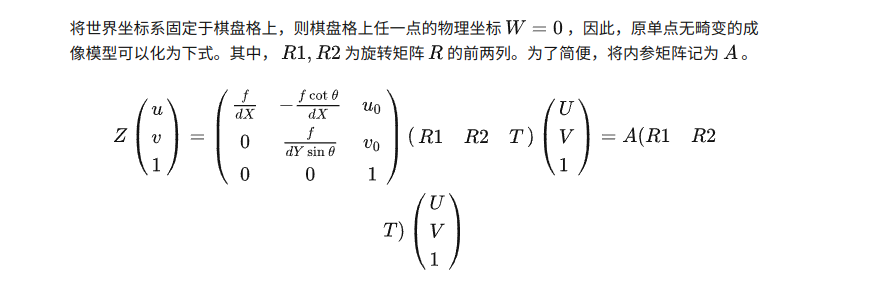 将世界坐标系固定于棋盘格上，则棋盘格上任一点的物理坐标 W = 0 ，因此，原单点无畸变的成
像模型可以化为下式。其中， R1, R2 为旋转矩阵 R 的前两列。为了简便，将内参矩阵记为 A 。
Z \begin{pmatrix} u \\ v \\ 1 \end{pmatrix} = \begin{pmatrix} \frac{f}{dX} & -\frac{f \cot \theta}{dX} & u_0 \\ 0 & \frac{f}{dY \sin \theta} & v_0 \\ 0 & 0 & 1 \end{pmatrix} ( R1 \quad R2 \quad T ) \begin{pmatrix} U \\ V \\ 1 \end{pmatrix} = A(R1 \quad R2
T) \begin{pmatrix} U \\ V \\ 1 \end{pmatrix}